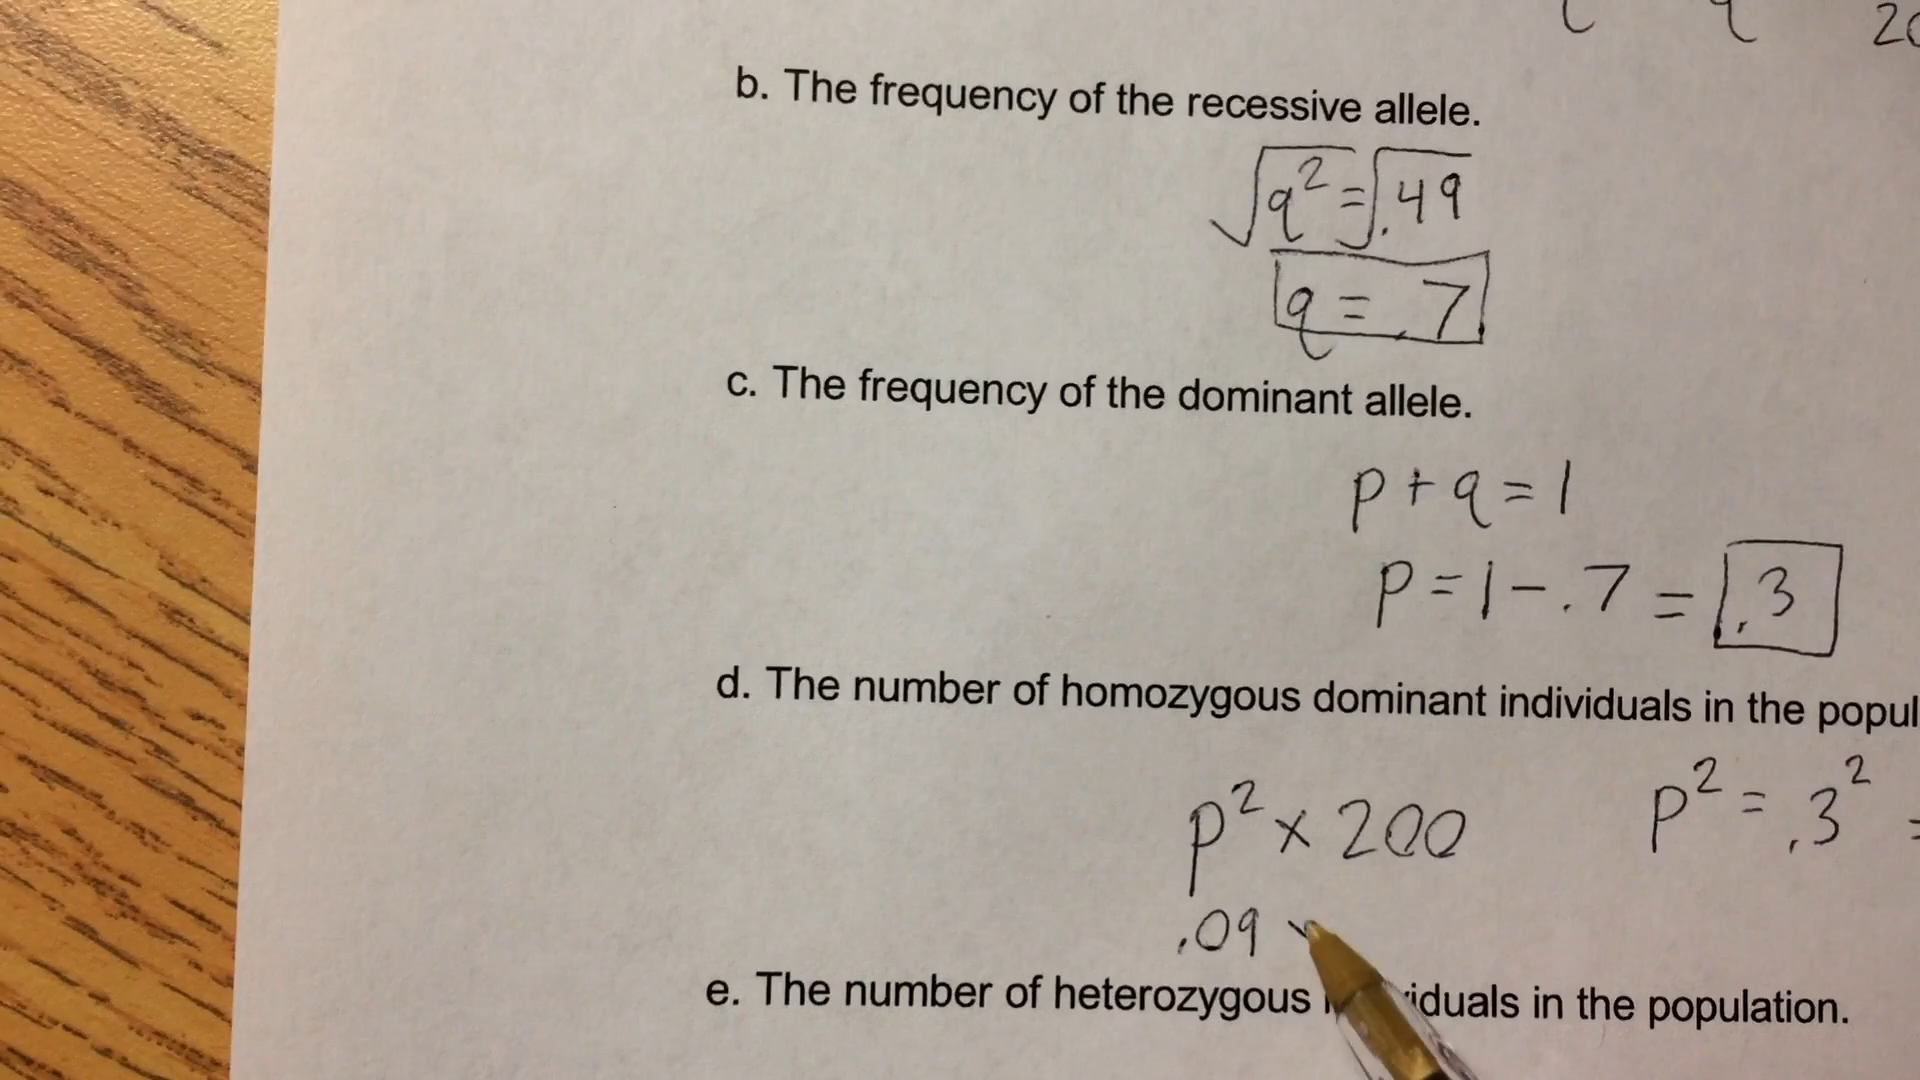 b. The frequency of the recessive allele.
√q² = √.49
q = .7
c. The frequency of the dominant allele.
p + q = 1
p = 1 - .7 = .3
d. The number of homozygous dominant individuals in the popul
p² x 200 p² = .3² =
.09
e. The number of heterozygous in the population.